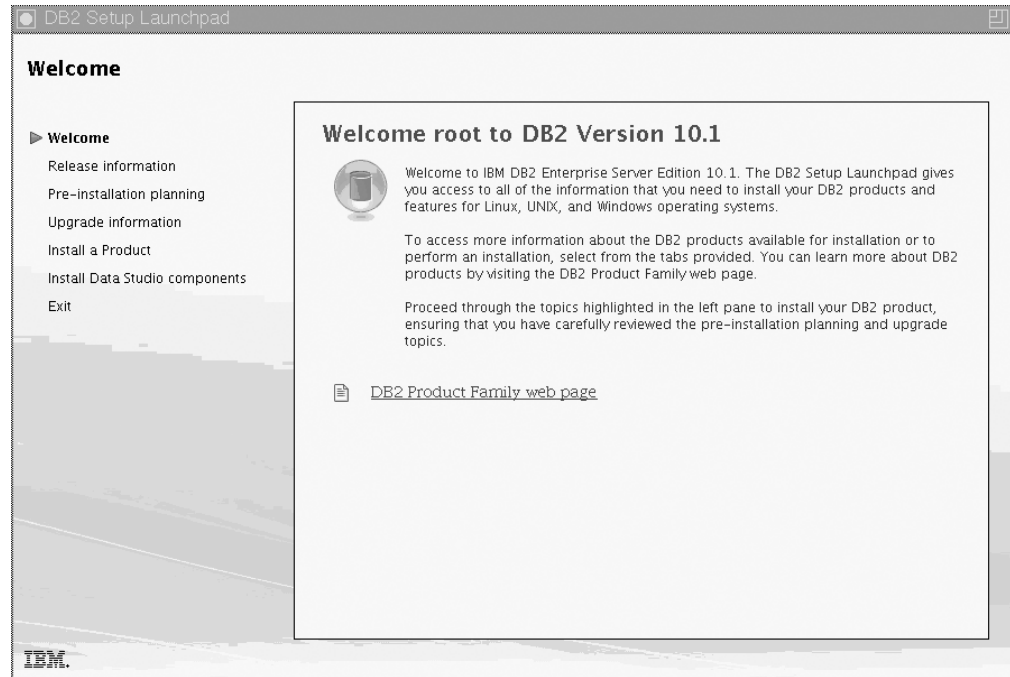 DB2 Setup Launchpad
Welcome
Welcome
Release information
Pre-installation planning
Upgrade information
Install a Product
Install Data Studio components
Exit
Welcome root to DB2 Version 10.1
Welcome to IBM DB2 Enterprise Server Edition 10.1. The DB2 Setup Launchpad gives
you access to all of the information that you need to install your DB2 products and
features for Linux, UNIX, and Windows operating systems.
To access more information about the DB2 products available for installation or to
perform an installation, select from the tabs provided. You can learn more about DB2
products by visiting the DB2 Product Family web page.
Proceed through the topics highlighted in the left pane to install your DB2 product,
ensuring that you have carefully reviewed the pre-installation planning and upgrade
topics.
DB2 Product Family web page
IBM.